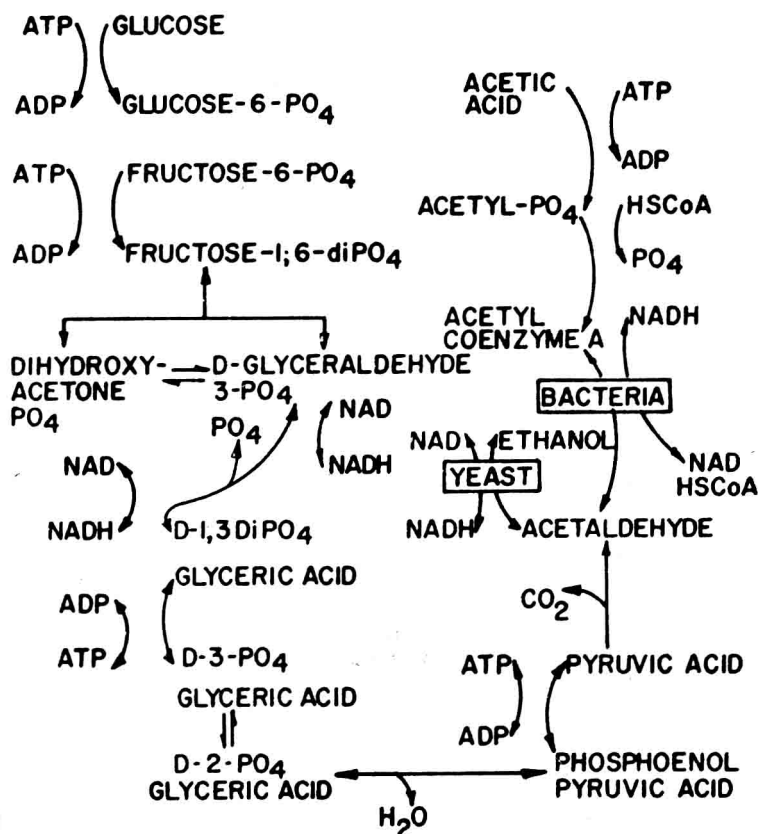 ATP GLUCOSE
ADP GLUCOSE-6-PO4
ATP FRUCTOSE-6-PO4
ADP FRUCTOSE-1;6-diPO4
DIHYDROXY-
ACETONE
PO4
D-GLYCERALDEHYDE
3-PO4
NAD
NADH
PO4
NAD
NADH
D-1,3 DiPO4
GLYCERIC ACID
ADP
ATP
D-3-PO4
GLYCERIC ACID
D-2-PO4
GLYCERIC ACID
H2O
ACETIC
ACID
ATP
ADP
ACETYL-PO4
HSCoA
PO4
ACETYL
COENZYME A
NADH
BACTERIA
NAD
HSCoA
NAD ETHANOL
YEAST
NADH ACETALDEHYDE
CO2
ATP PYRUVIC ACID
ADP
PHOSPHOENOL
PYRUVIC ACID